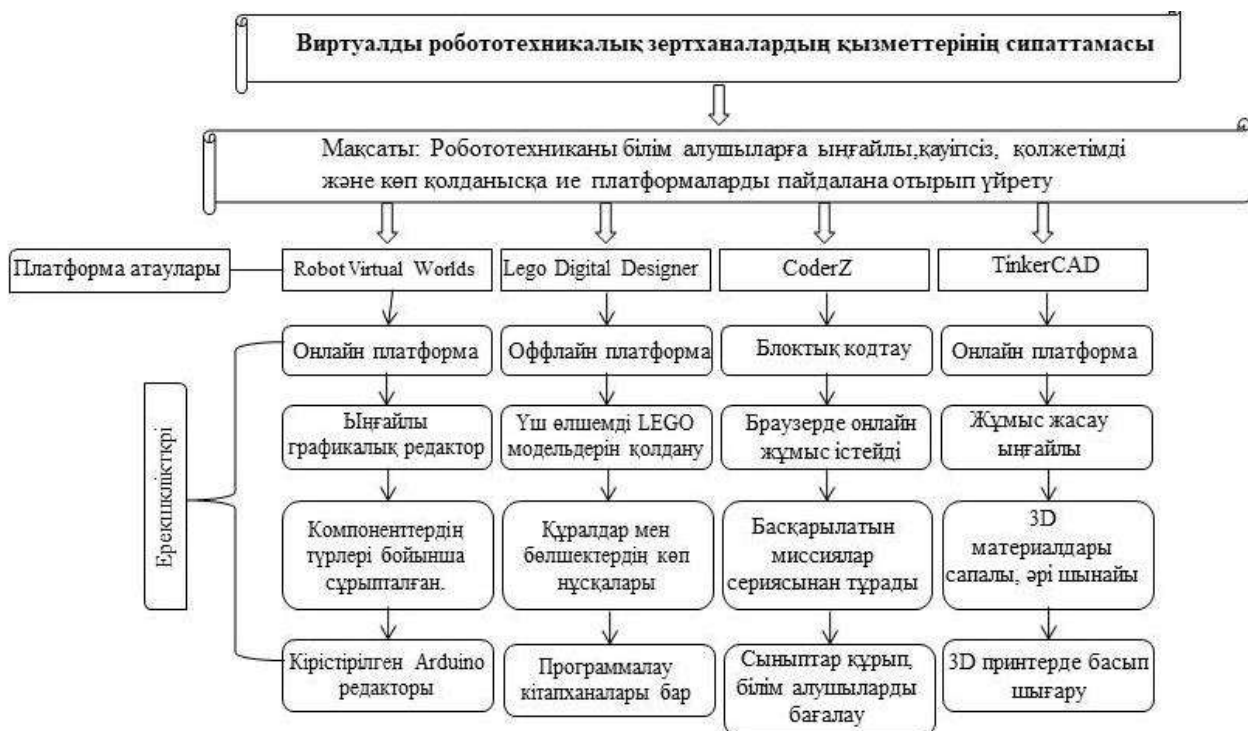 Виртуалды робототехникалық зертханалардың қызметтерінің сипаттамасы
Мақсаты: Робототехниканы білім алушыларға ыңғайлы,қауіпсіз, қолжетімді
және көп қолданысқа ие платформаларды пайдалана отырып үйрету
Платформа атаулары
Robot Virtual Worlds
Lego Digital Designer
CoderZ
TinkerCAD
Ерекшклікткрі
Онлайн платформа
Оффлайн платформа
Блоктық кодтау
Онлайн платформа
Ыңғайлы
графикалық редактор
Үш өлшемді LEGO
модельдерін қолдану
Браузерде онлайн
жұмыс істейді
Жұмыс жасау
ыңғайлы
Компоненттердің
түрлері бойынша
сұрыпталған.
Құралдар мен
бөлшектердің көп
нұсқалары
Басқарылатын
миссиялар
сериясынан тұрады
3D
материалдары
сапалы, әрі шынайы
Кірістірілген Arduino
редакторы
Программалау
кітапханалары бар
Сыныптар құрып,
білім алушыларды
бағалау
3D принтерде басып
шығару